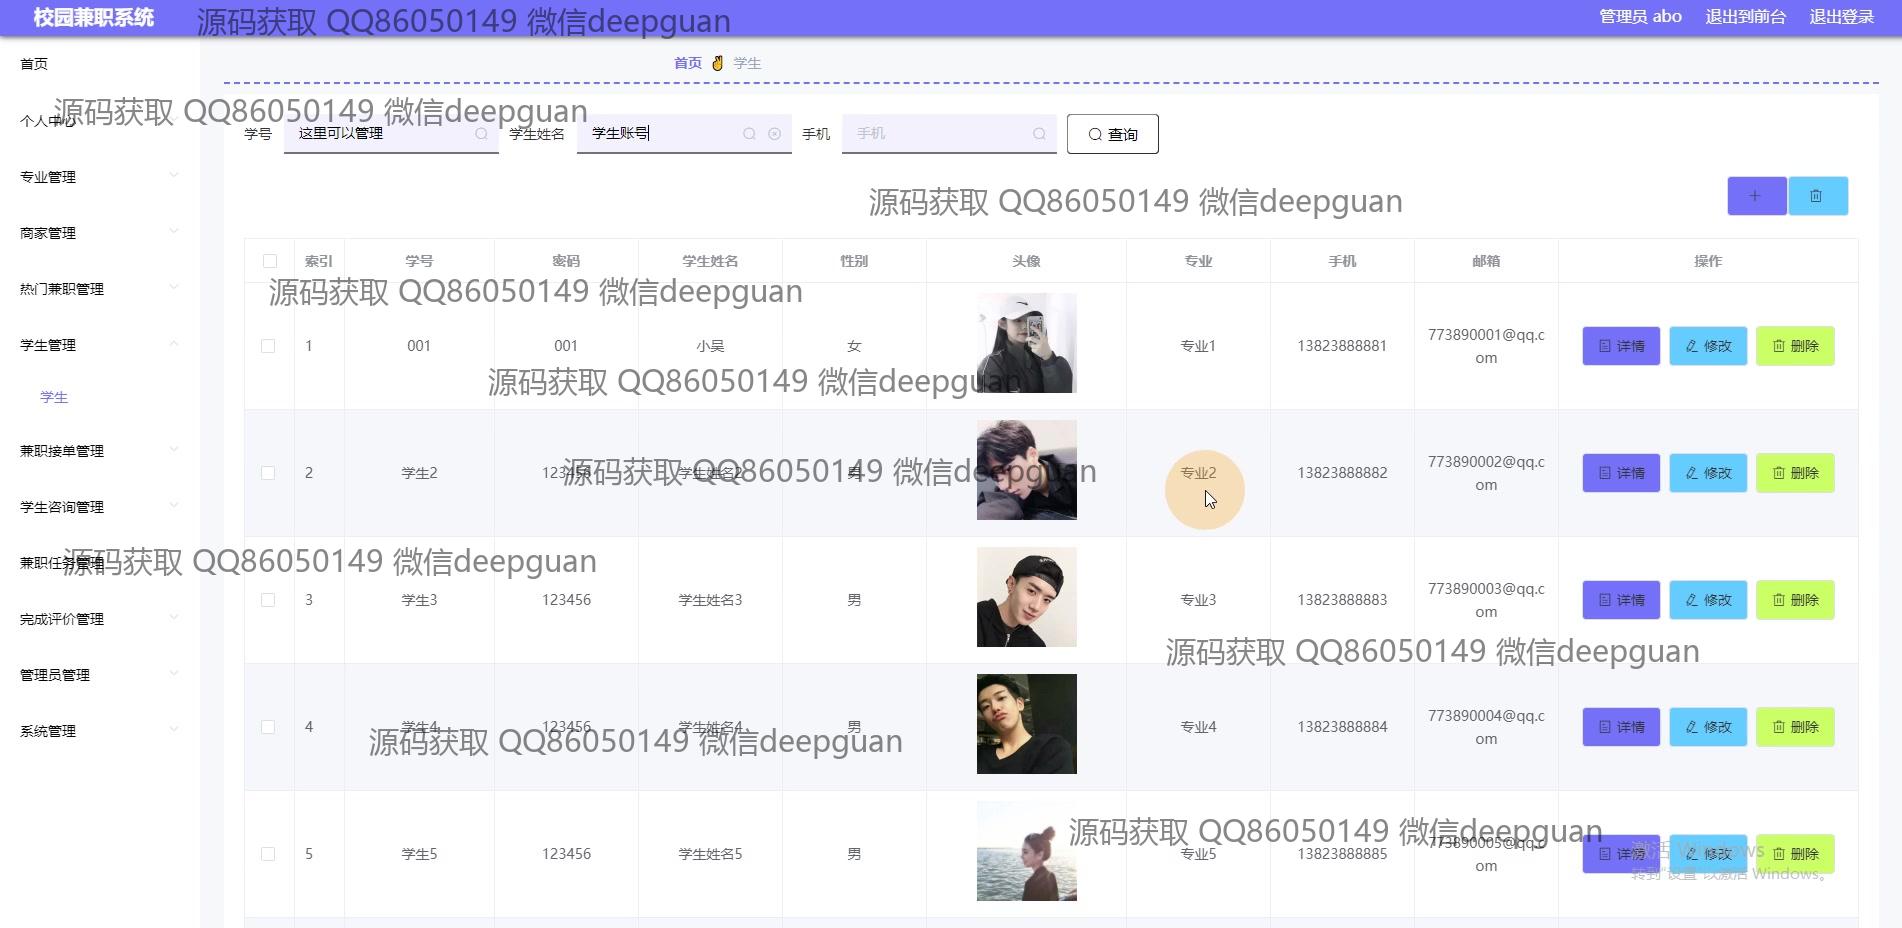 校园兼职系统
源码获取 QQ86050149 微信deepguan
管理员 abo 退出到前台 退出登录
首页
首页 学生
源码获取 QQ86050149 微信deepguan
个人中心
学号 这里可以管理 学生姓名 学生账号 手机 手机 查询
专业管理
源码获取 QQ86050149 微信deepguan
商家管理
索引 学号 密码 学生姓名 性别 头像 专业 手机 邮箱 操作
热门兼职管理
源码获取 QQ86050149 微信deepguan
学生管理
1 001 001 小吴 女 专业1 13823888881 773890001@qq.c
om
详情 修改 删除
源码获取 QQ86050149 微信deepguan
学生
兼职接单管理
2 学生2 123456 学生姓名2 男 专业2 13823888882 773890002@qq.c
om
详情 修改 删除
源码获取 QQ86050149 微信deepguan
学生咨询管理
兼职任务管理
源码获取 QQ86050149 微信deepguan
3 学生3 123456 学生姓名3 男 专业3 13823888883 773890003@qq.c
om
详情 修改 删除
完成评价管理
源码获取 QQ86050149 微信deepguan
管理员管理
系统管理
4 学生4 123456 学生姓名4 男 专业4 13823888884 773890004@qq.c
om
详情 修改 删除
源码获取 QQ86050149 微信deepguan
源码获取 QQ86050149 微信deepguan
5 学生5 123456 学生姓名5 男 专业5 13823888885 773890005@qq.c
om
详情 修改 删除
激活 Windows
转到"设置"以激活 Windows。